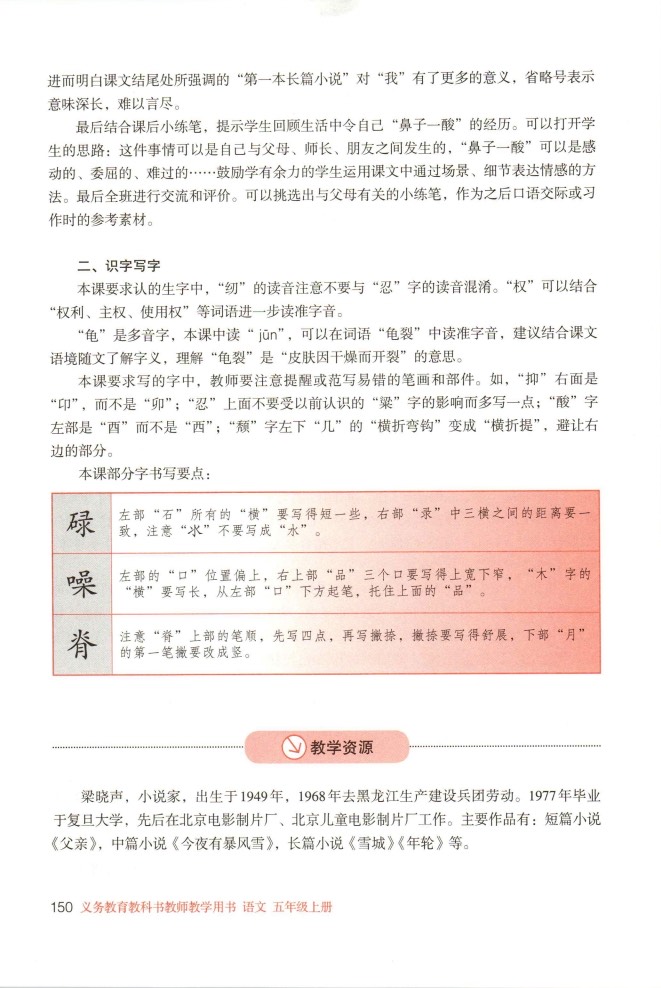 进而明白课文结尾处所强调的“第一本长篇小说”对“我”有了更多的意义，省略号表示
意味深长，难以言尽。
最后结合课后小练笔，提示学生回顾生活中令自己“鼻子一酸”的经历。可以打开学
生的思路：这件事情可以是自己与父母、师长、朋友之间发生的，“鼻子一酸”可以是感
动的、委屈的、难过的……鼓励学有余力的学生运用课文中通过场景、细节表达情感的方
法。最后全班进行交流和评价。可以挑选出与父母有关的小练笔，作为之后口语交际或习
作时的参考素材。
二、识字写字
本课要求认的生字中，“纫”的读音注意不要与“忍”字的读音混淆。“权”可以结合
“权利、主权、使用权”等词语进一步读准字音。
“龟”是多音字，本课中读“jūn”，可以在词语“龟裂”中读准字音，建议结合课文
语境随文了解字义，理解“龟裂”是“皮肤因干燥而开裂”的意思。
本课要求写的字中，教师要注意提醒或范写易错的笔画和部件。如，“抑”右面是
“卬”，而不是“卯”；“忍”上面不要受以前认识的“粱”字的影响而多写一点；“酸”字
左部是“酉”而不是“西”；“颓”字左下“几”的“横折弯钩”变成“横折提”，避让右
边的部分。
本课部分字书写要点：
碌
左部“石”所有的“横”要写得短一些，右部“录”中三横之间的距离要一
致，注意“氺”不要写成“水”。
噪
左部的“口”位置偏上，右上部“品”三个口要写得上宽下窄，“木”字的
“横”要写长，从左部“口”下方起笔，托住上面的“品”。
脊
注意“脊”上部的笔顺，先写四点，再写撇捺，撇捺要写得舒展，下部“月”
的第一笔撇要改成竖。
教学资源
梁晓声，小说家，出生于1949年，1968年去黑龙江生产建设兵团劳动。1977年毕业
于复旦大学，先后在北京电影制片厂、北京儿童电影制片厂工作。主要作品有：短篇小说
《父亲》，中篇小说《今夜有暴风雪》，长篇小说《雪城》《年轮》等。
150 义务教育教科书教师教学用书 语文 五年级上册